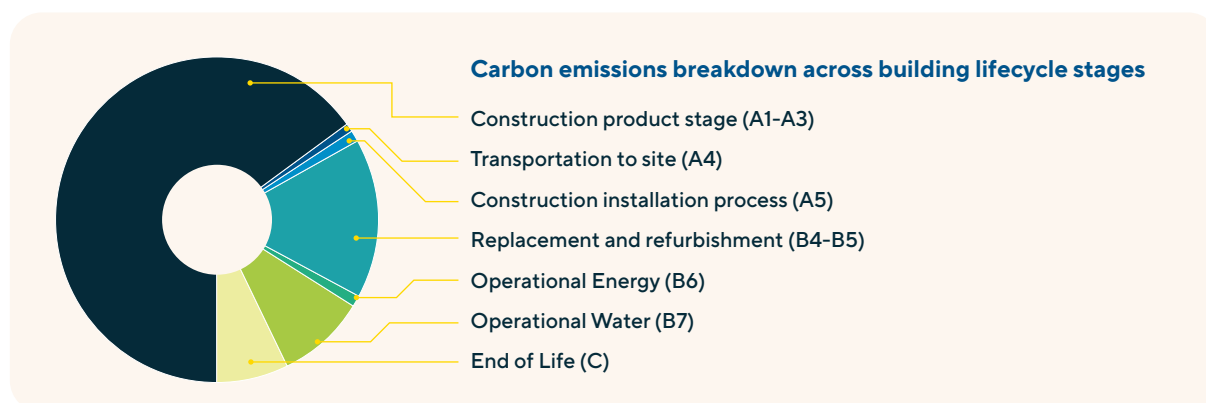 Carbon emissions breakdown across building lifecycle stages
Construction product stage (A1-A3)
Transportation to site (A4)
Construction installation process (A5)
Replacement and refurbishment (B4-B5)
Operational Energy (B6)
Operational Water (B7)
End of Life (C)